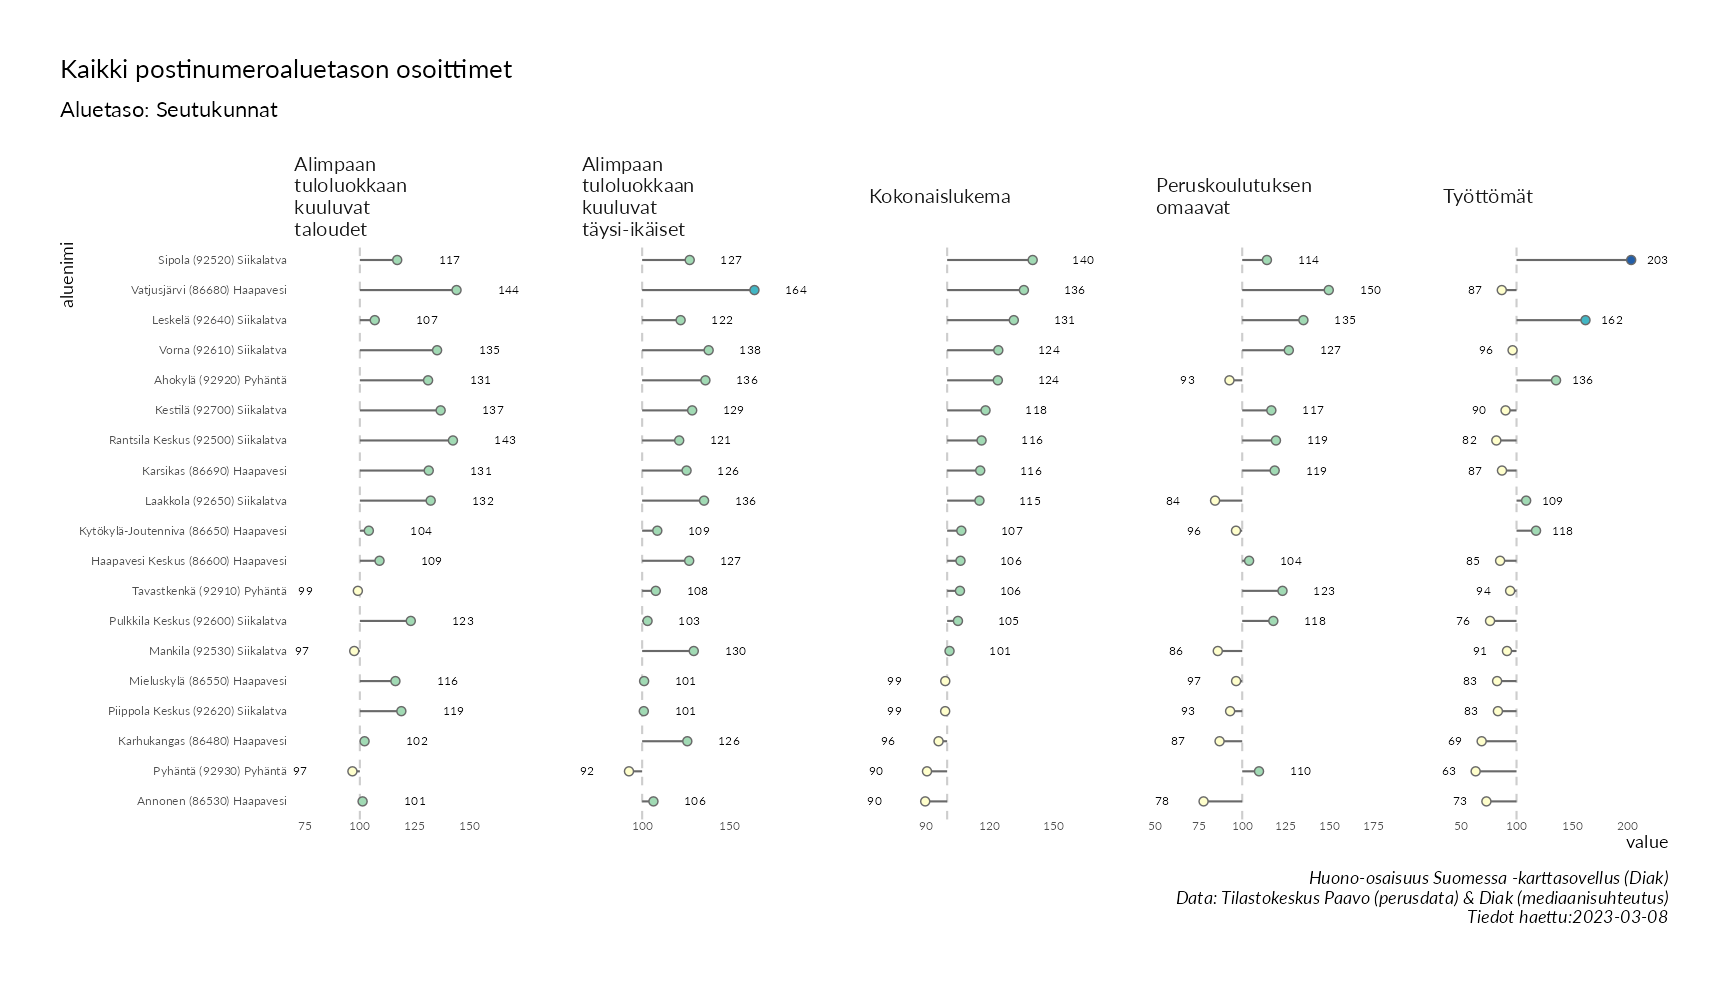 Kaikki postinumeroaluetason osoittimet
Aluetaso: Seutukunnat
Alimpaan
tuloluokkaan
kuuluvat
taloudet
Alimpaan
tuloluokkaan
kuuluvat
täysi-ikäiset
Kokonaislukema
Peruskoulutuksen
omaavat
Työttömät
aluenimi
Sipola (92520) Siikalatva 117 127 140 114 203
Vatjusjärvi (86680) Haapavesi 144 164 136 150 87
Leskelä (92640) Siikalatva 107 122 131 135 162
Vorna (92610) Siikalatva 135 138 124 127 96
Ahokylä (92920) Pyhäntä 131 136 124 93 136
Kestilä (92700) Siikalatva 137 129 118 117 90
Rantsila Keskus (92500) Siikalatva 143 121 116 119 82
Karsikas (86690) Haapavesi 131 126 116 119 87
Laakkola (92650) Siikalatva 132 136 115 84 109
Kytökylä-Joutenniva (86650) Haapavesi 104 109 107 96 118
Haapavesi Keskus (86600) Haapavesi 109 127 106 104 85
Tavastkenkä (92910) Pyhäntä 99 108 106 123 94
Pulkkila Keskus (92600) Siikalatva 123 103 105 118 76
Mankila (92530) Siikalatva 97 130 101 86 91
Mieluskylä (86550) Haapavesi 116 101 99 97 83
Piippola Keskus (92620) Siikalatva 119 101 99 93 83
Karhukangas (86480) Haapavesi 102 126 96 87 69
Pyhäntä (92930) Pyhäntä 97 92 90 110 63
Annonen (86530) Haapavesi 101 106 90 78 73
75 100 125 150 100 150 90 120 150 50 75 100 125 150 175 50 100 150 200
value
Huono-osaisuus Suomessa -karttasovellus (Diak)
Data: Tilastokeskus Paavo (perusdata) & Diak (mediaanisuhteutus)
Tiedot haettu:2023-03-08